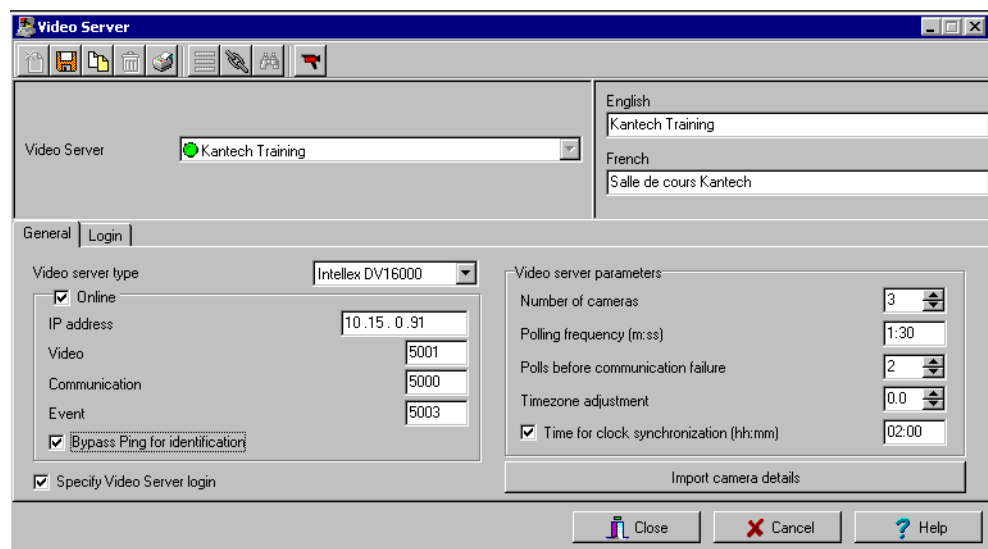 Video Server
English
Kantech Training
Video Server
Kantech Training
French
Salle de cours Kantech
General
Login
Video server type
Intellex DV16000
Online
IP address
10.15.0.91
Video
5001
Communication
5000
Event
5003
Bypass Ping for identification
Specify Video Server login
Video server parameters
Number of cameras
3
Polling frequency (m:ss)
1:30
Polls before communication failure
2
Timezone adjustment
0.0
Time for clock synchronization (hh:mm)
02:00
Import camera details
Close
Cancel
Help